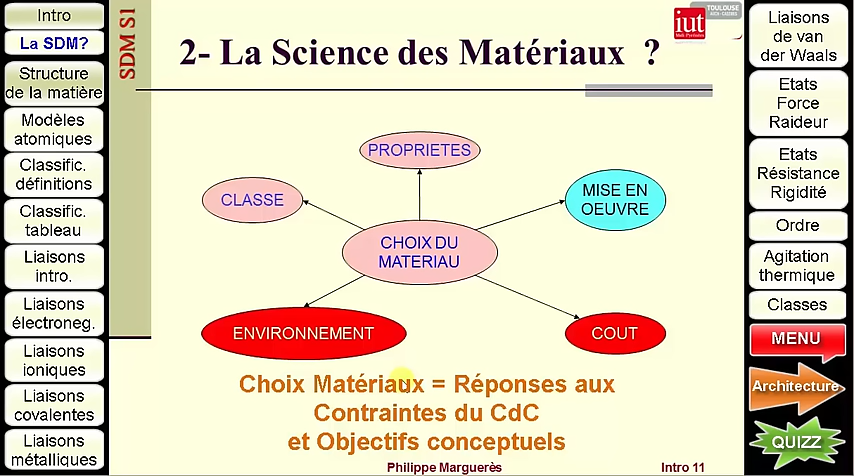 Intro
La SDM?
Structure
de la matière
Modèles
atomiques
Classific.
définitions
Classific.
tableau
Liaisons
intro.
Liaisons
électroneg.
Liaisons
ioniques
Liaisons
covalentes
Liaisons
métalliques
SDM S1
2- La Science des Matériaux ?
iut
TOULOUSE
PROPRIETES
CLASSE
MISE EN
OEUVRE
CHOIX DU
MATERIAU
ENVIRONNEMENT
COUT
Choix Matériaux = Réponses aux
Contraintes du CdC
et Objectifs conceptuels
Philippe Marguerès
Intro 11
Liaisons
de van
der Waals
Etats
Force
Raideur
Etats
Résistance
Rigidité
Ordre
Agitation
thermique
Classes
MENU
Architecture
QUIZZ